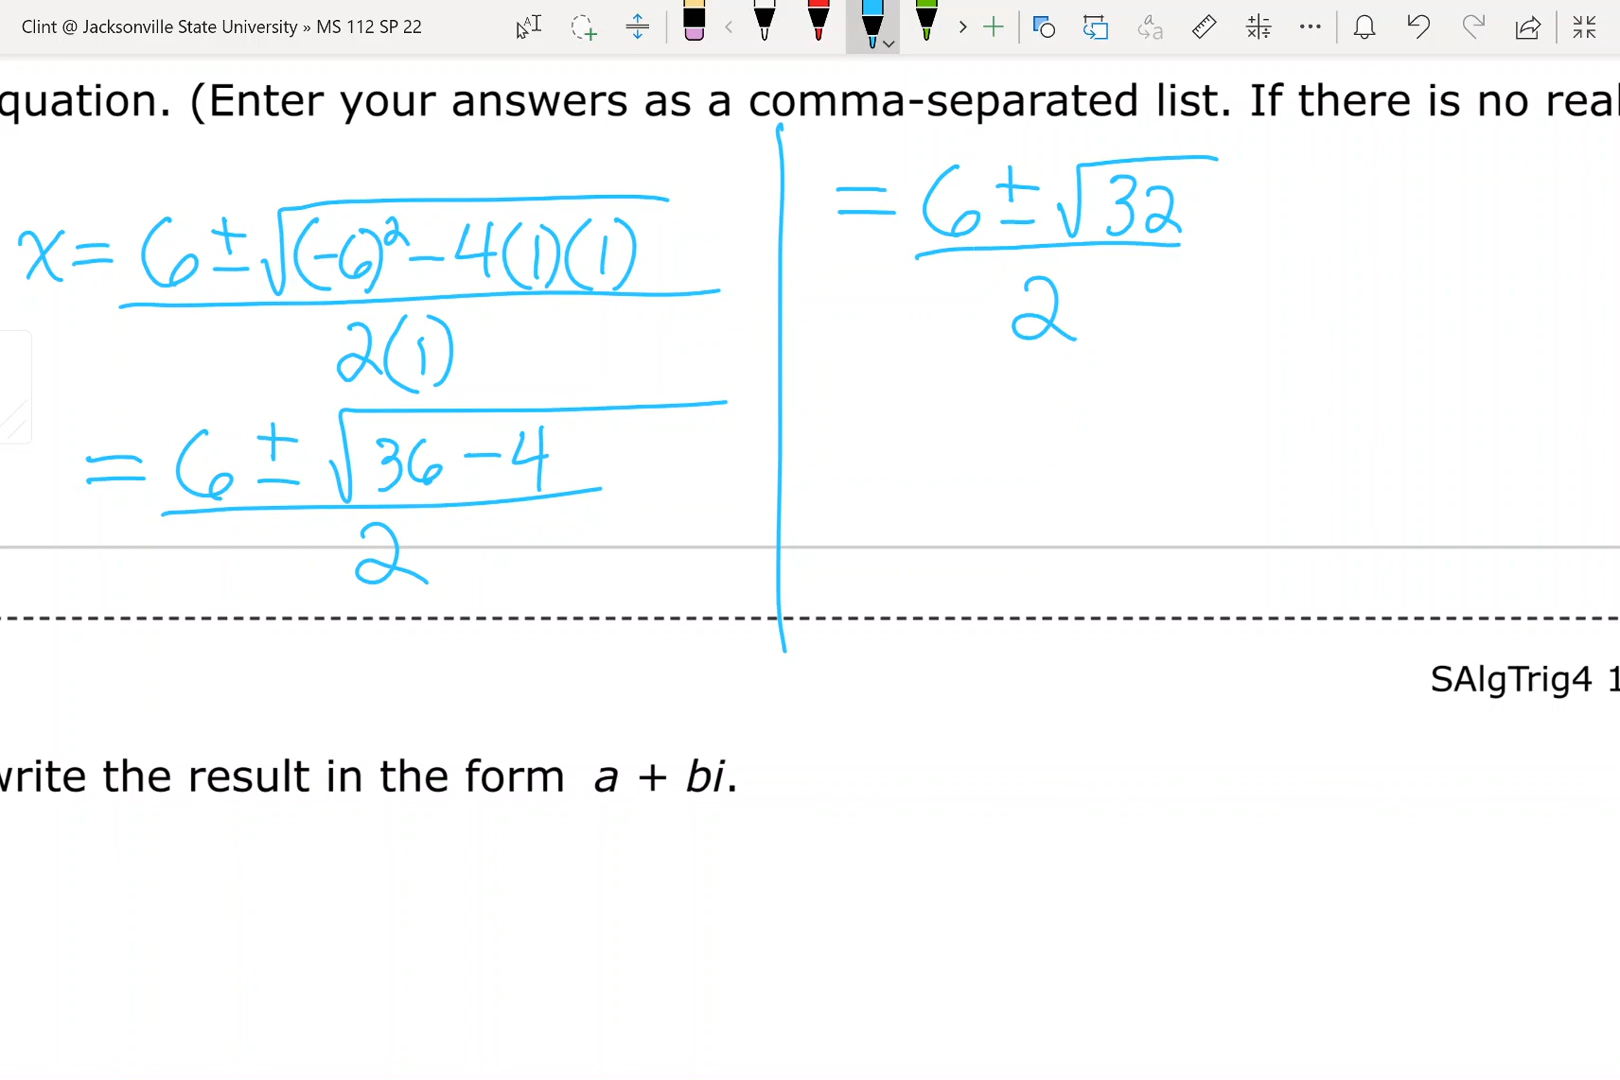 Clint @ Jacksonville State University » MS 112 SP 22
quation. (Enter your answers as a comma-separated list. If there is no real
x = 6 ± √(-6)² - 4(1)(1)
2(1)
= 6 ± √36 - 4
2
= 6 ± √32
2
SAlgTrig4 1
write the result in the form a + bi.